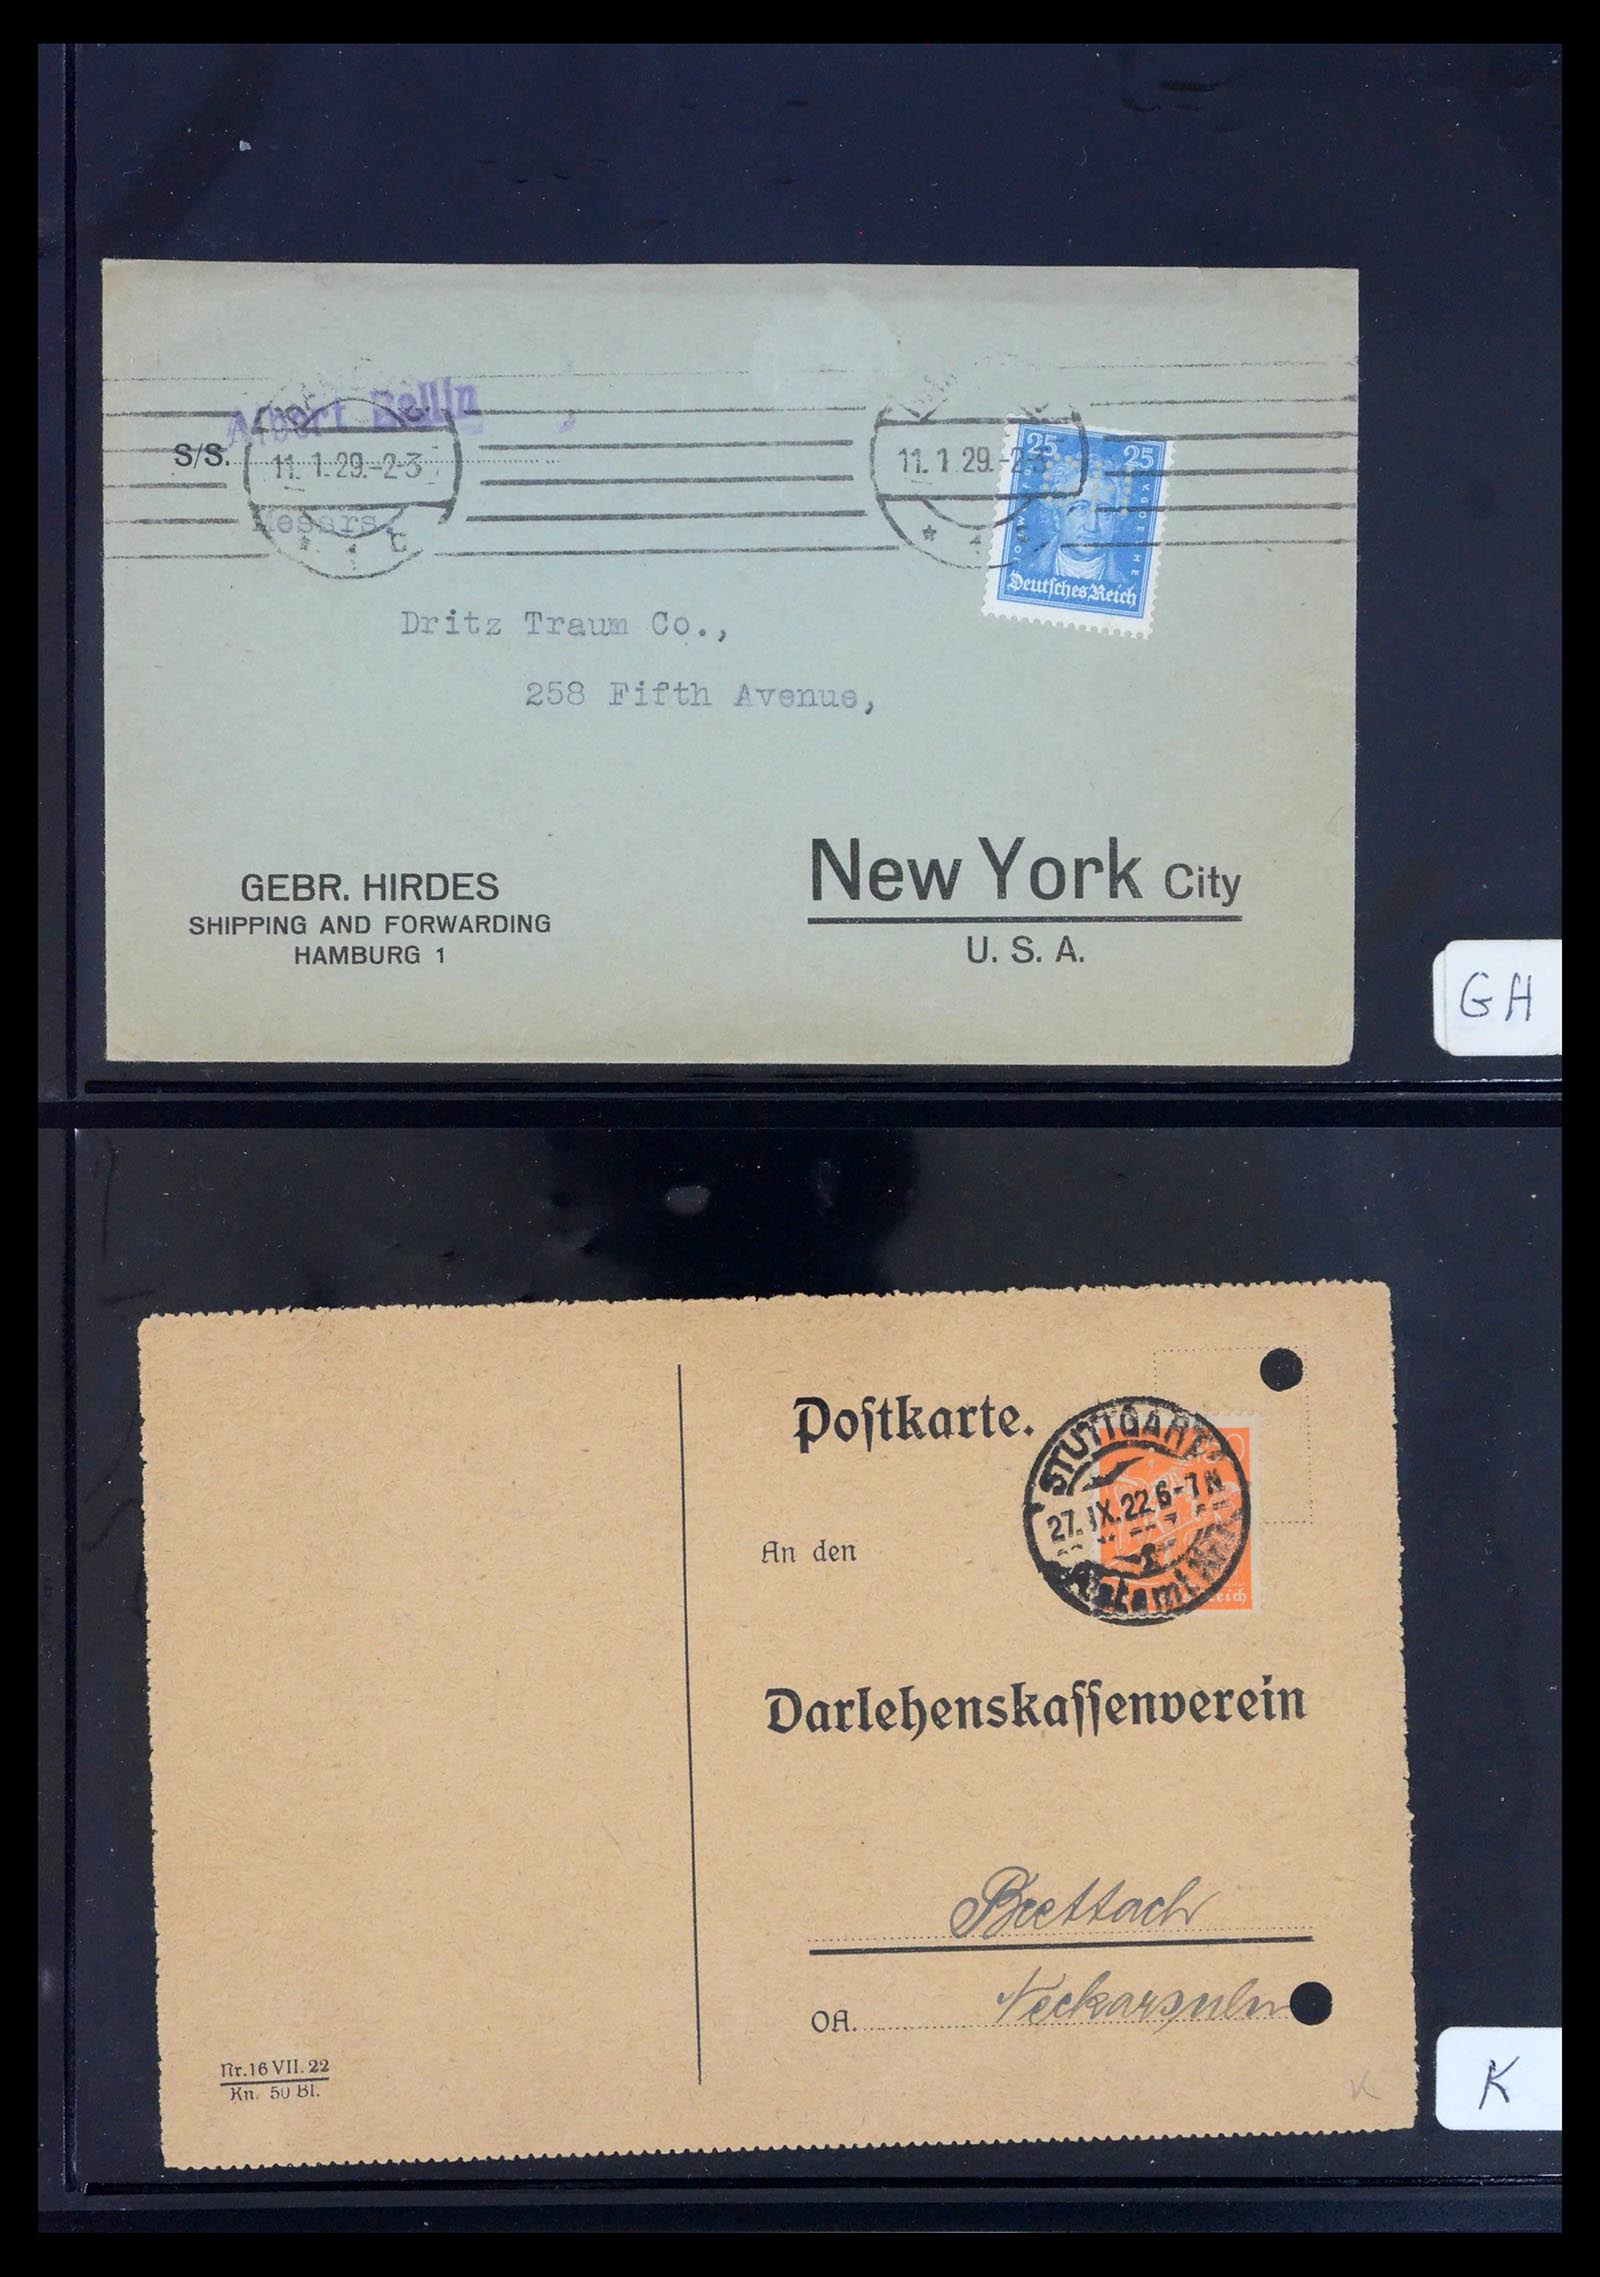 Albert Ballin
S/S.
11.1.29.-2-3
11.1.29.-2-3
25 25
Messrs.
Deutsches Reich
Dritz Traum Co.,
258 Fifth Avenue,
New York City
U. S. A.
GEBR. HIRDES
SHIPPING AND FORWARDING
HAMBURG 1
GH
Poſtkarte.
STUTTGART
27.IX.22.6-7N
An den
Darlehenskaſſenverein
Brettach
OA. Neckarsulm
Nr.16 VII. 22
Kn. 50 Bl.
K
K